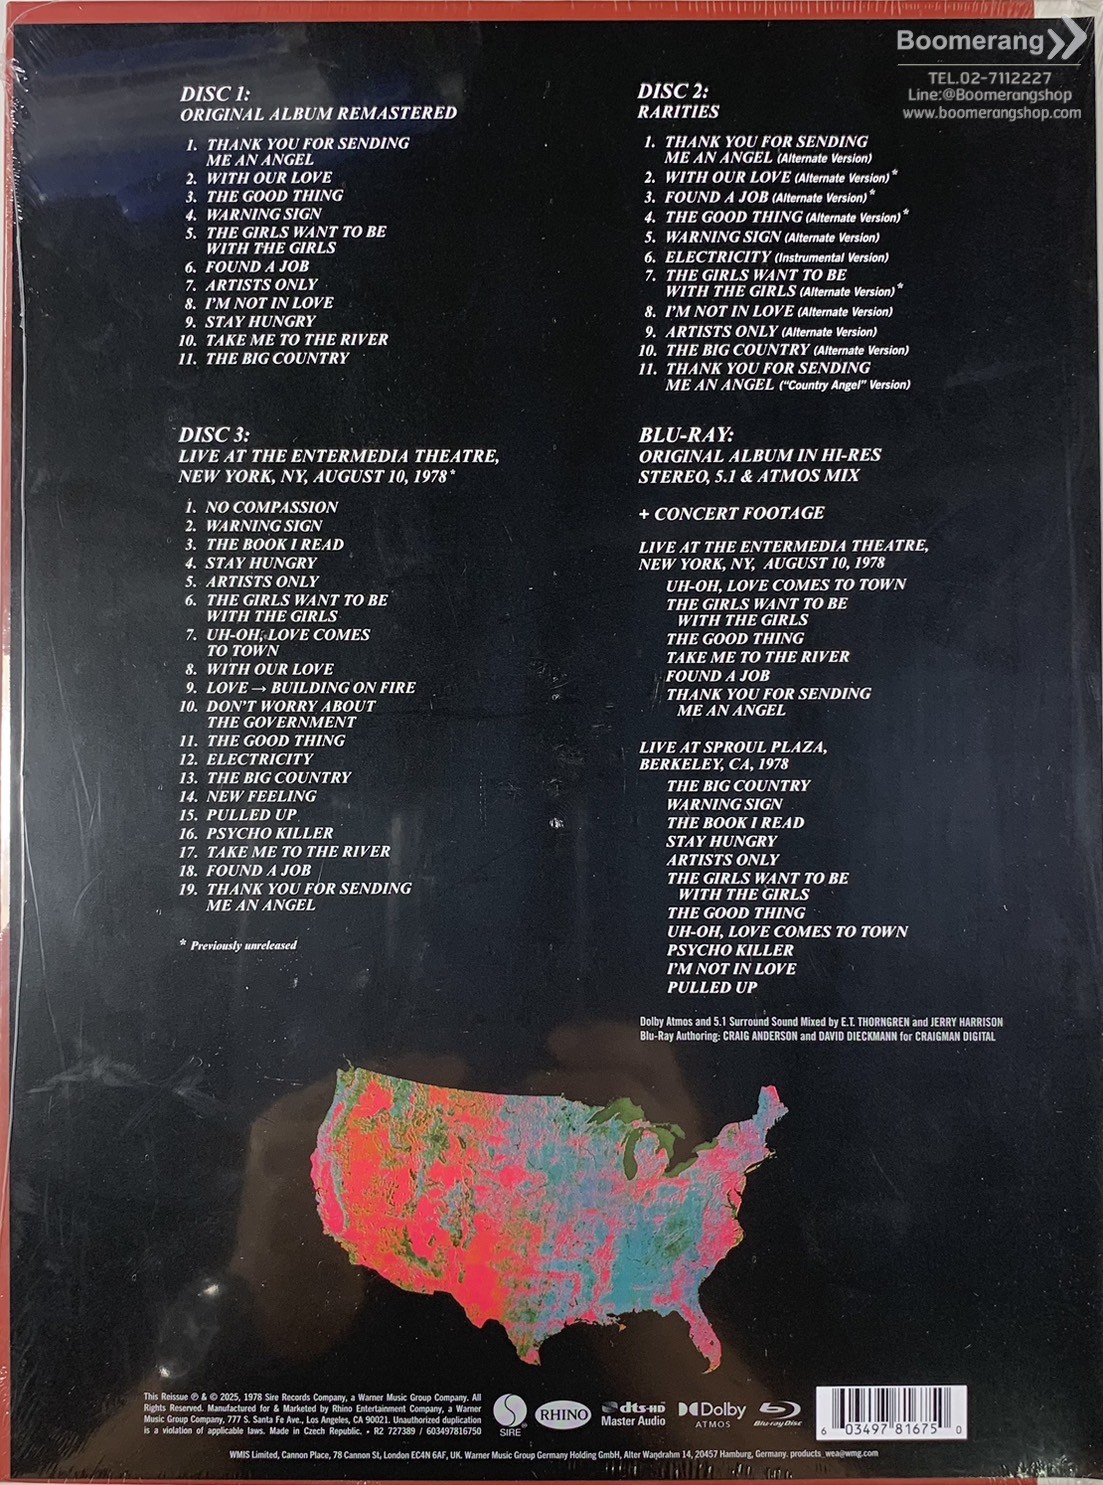 Boomerang
TEL.02-7112227
Line:@Boomerangshop
www.boomerangshop.com
DISC 1:
ORIGINAL ALBUM REMASTERED
1. THANK YOU FOR SENDING
ME AN ANGEL
2. WITH OUR LOVE
3. THE GOOD THING
4. WARNING SIGN
5. THE GIRLS WANT TO BE
WITH THE GIRLS
6. FOUND A JOB
7. ARTISTS ONLY
8. I'M NOT IN LOVE
9. STAY HUNGRY
10. TAKE ME TO THE RIVER
11. THE BIG COUNTRY
DISC 2:
RARITIES
1. THANK YOU FOR SENDING
ME AN ANGEL (Alternate Version)
2. WITH OUR LOVE (Alternate Version)*
3. FOUND A JOB (Alternate Version)*
4. THE GOOD THING (Alternate Version)*
5. WARNING SIGN (Alternate Version)
6. ELECTRICITY (Instrumental Version)
7. THE GIRLS WANT TO BE
WITH THE GIRLS (Alternate Version)*
8. I'M NOT IN LOVE (Alternate Version)
9. ARTISTS ONLY (Alternate Version)
10. THE BIG COUNTRY (Alternate Version)
11. THANK YOU FOR SENDING
ME AN ANGEL ("Country Angel" Version)
DISC 3:
LIVE AT THE ENTERMEDIA THEATRE,
NEW YORK, NY, AUGUST 10, 1978*
1. NO COMPASSION
2. WARNING SIGN
3. THE BOOK I READ
4. STAY HUNGRY
5. ARTISTS ONLY
6. THE GIRLS WANT TO BE
WITH THE GIRLS
7. UH-OH, LOVE COMES
TO TOWN
8. WITH OUR LOVE
9. LOVE → BUILDING ON FIRE
10. DON'T WORRY ABOUT
THE GOVERNMENT
11. THE GOOD THING
12. ELECTRICITY
13. THE BIG COUNTRY
14. NEW FEELING
15. PULLED UP
16. PSYCHO KILLER
17. TAKE ME TO THE RIVER
18. FOUND A JOB
19. THANK YOU FOR SENDING
ME AN ANGEL
* Previously unreleased
BLU-RAY:
ORIGINAL ALBUM IN HI-RES
STEREO, 5.1 & ATMOS MIX
+ CONCERT FOOTAGE
LIVE AT THE ENTERMEDIA THEATRE,
NEW YORK, NY, AUGUST 10, 1978
UH-OH, LOVE COMES TO TOWN
THE GIRLS WANT TO BE
WITH THE GIRLS
THE GOOD THING
TAKE ME TO THE RIVER
FOUND A JOB
THANK YOU FOR SENDING
ME AN ANGEL
LIVE AT SPROUL PLAZA,
BERKELEY, CA, 1978
THE BIG COUNTRY
WARNING SIGN
THE BOOK I READ
STAY HUNGRY
ARTISTS ONLY
THE GIRLS WANT TO BE
WITH THE GIRLS
THE GOOD THING
UH-OH, LOVE COMES TO TOWN
PSYCHO KILLER
I'M NOT IN LOVE
PULLED UP
Dolby Atmos and 5.1 Surround Sound Mixed by E.T. THORNGREN and JERRY HARRISON
Blu-Ray Authoring: CRAIG ANDERSON and DAVID DIECKMANN for CRAIGMAN DIGITAL
This Reissue ℗ & © 2025, 1978 Sire Records Company, a Warner Music Group Company. All
Rights Reserved. Manufactured for & Marketed by Rhino Entertainment Company, a Warner
Music Group Company, 777 S. Santa Fe Ave., Los Angeles, CA 90021. Unauthorized duplication
is a violation of applicable laws. Made in Czech Republic. • R2 727389 / 603497816750
SIRE
RHINO
dts-HD
Master Audio
Dolby
ATMOS
Blu-ray Disc
6 03497 81675 0
WMIS Limited, Cannon Place, 78 Cannon St, London EC4N 6AF, UK. Warner Music Group Germany Holding GmbH, Alter Wandrahm 14, 20457 Hamburg, Germany. products_wea@wmg.com